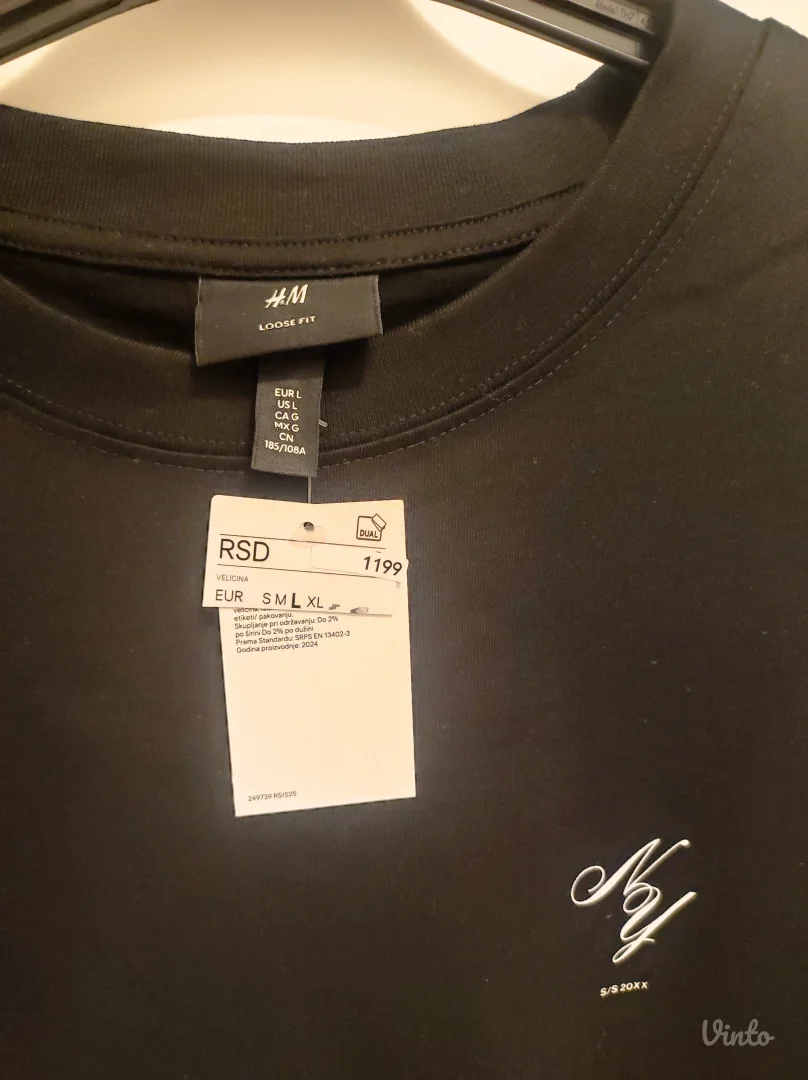 H&M
LOOSE FIT
EUR L
US L
CA G
MX G
CN
185/108A
DUAL
RSD
1199
VELICINA
EUR S M L XL
etiketi/ pakovanju.
Skupljanje pri održavanju: Do 2%
po širini Do 2% po dužini
Prema Standardu: SRPS EN 13402-3
Godina proizvodnje: 2024
249739 RS/S25
NY
S/S 20XX
Vinto